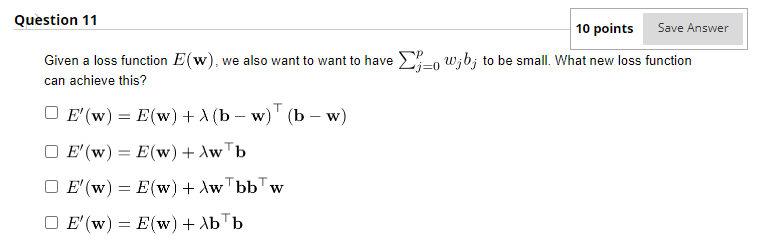 Question 11
10 points
Save Answer
Given a loss function E(w), we also want to want to have ∑_{j=0}^{p} w_j b_j to be small. What new loss function
can achieve this?
E′(w) = E(w) + λ (b − w)^⊤ (b − w)
E′(w) = E(w) + λw^⊤b
E′(w) = E(w) + λw^⊤bb^⊤w
E′(w) = E(w) + λb^⊤b